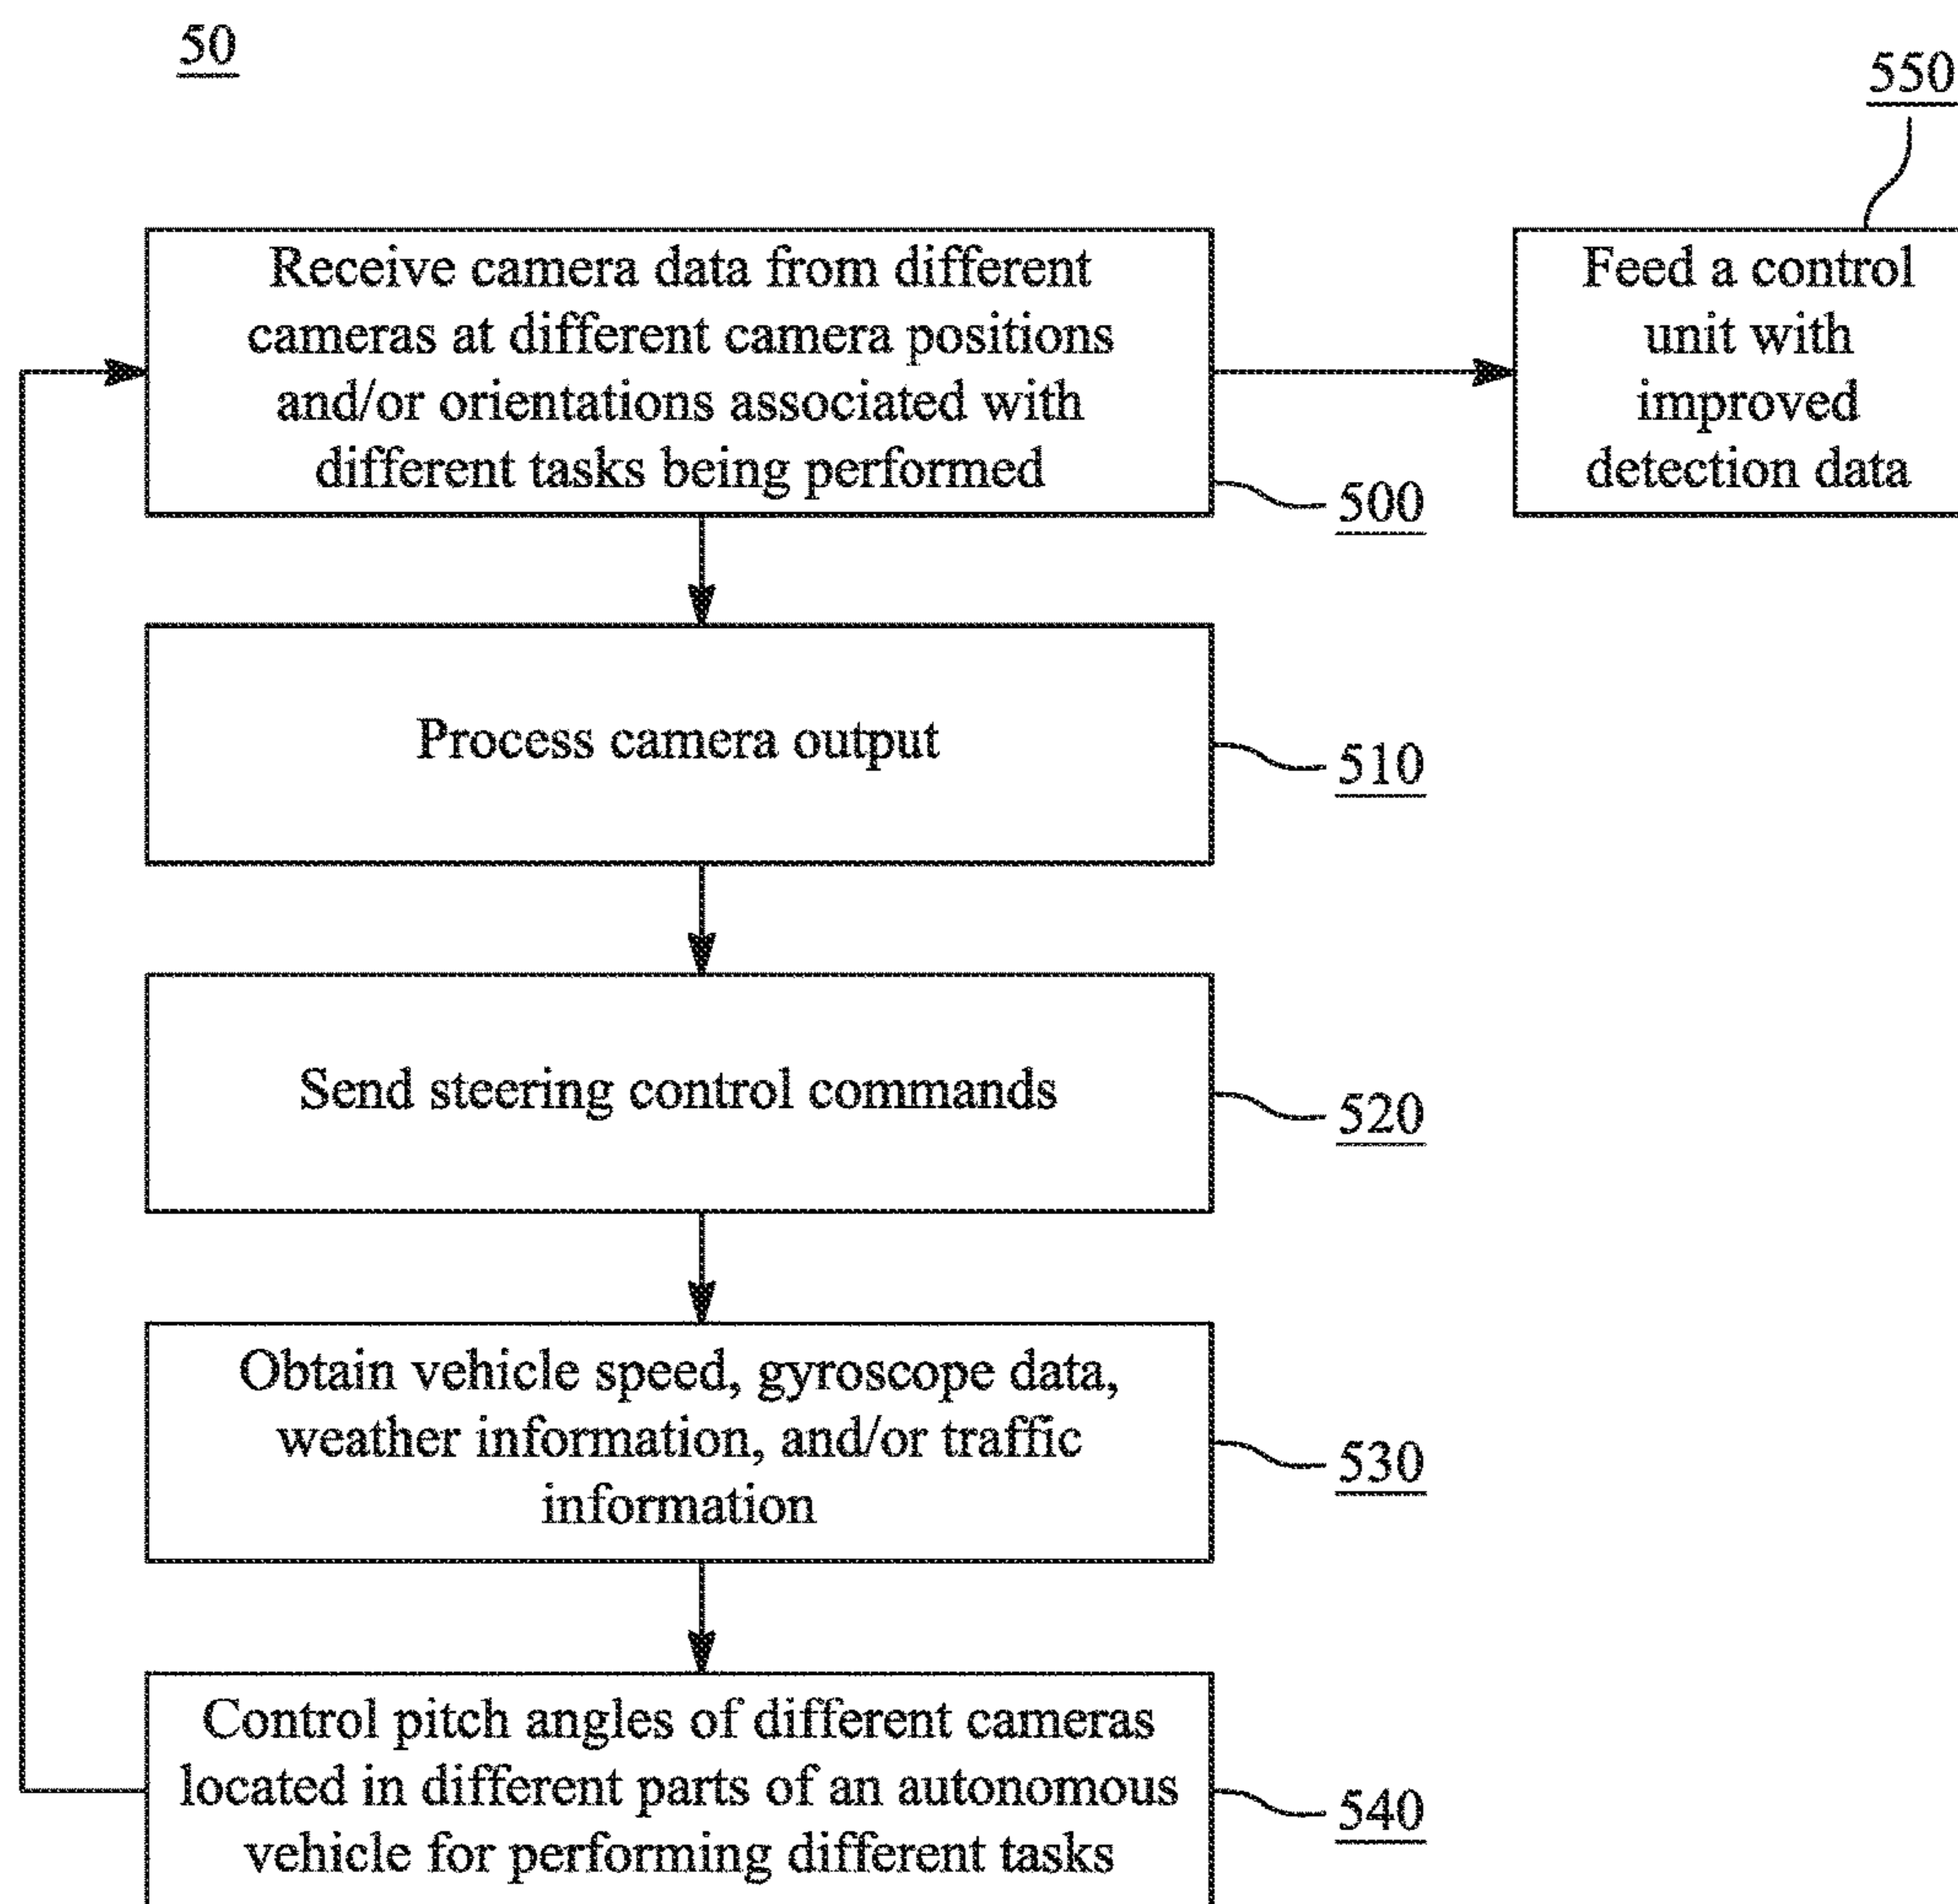 50
550
Receive camera data from different
cameras at different camera positions
and/or orientations associated with
different tasks being performed
500
Feed a control
unit with
improved
detection data
Process camera output
510
Send steering control commands
520
Obtain vehicle speed, gyroscope data,
weather information, and/or traffic
information
530
Control pitch angles of different cameras
located in different parts of an autonomous
vehicle for performing different tasks
540